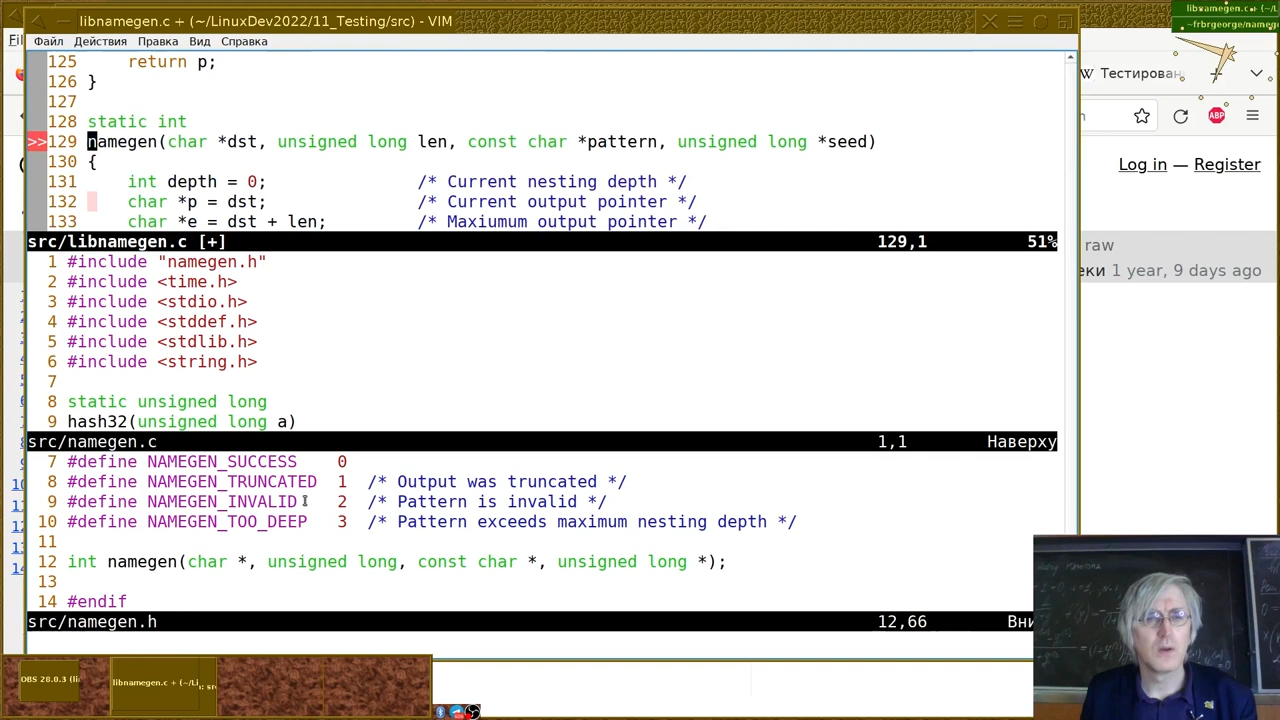 libnamegen.c + (~/LinuxDev2022/11_Testing/src) - VIM
Файл Действия Правка Вид Справка
125 return p;
126 }
127
128 static int
>>129 namegen(char *dst, unsigned long len, const char *pattern, unsigned long *seed)
130 {
131 int depth = 0; /* Current nesting depth */
132 char *p = dst; /* Current output pointer */
133 char *e = dst + len; /* Maxiumum output pointer */
src/libnamegen.c [+] 129,1 51%
1 #include "namegen.h"
2 #include <time.h>
3 #include <stdio.h>
4 #include <stddef.h>
5 #include <stdlib.h>
6 #include <string.h>
7
8 static unsigned long
9 hash32(unsigned long a)
src/namegen.c 1,1 Наверху
7 #define NAMEGEN_SUCCESS 0
8 #define NAMEGEN_TRUNCATED 1 /* Output was truncated */
9 #define NAMEGEN_INVALID 2 /* Pattern is invalid */
10 #define NAMEGEN_TOO_DEEP 3 /* Pattern exceeds maximum nesting depth */
11
12 int namegen(char *, unsigned long, const char *, unsigned long *);
13
14 #endif
src/namegen.h 12,66 Вни
libnamegen.c + (~/L
~frbrgeorge/nameg
W Тестирован
ABP
Log in — Register
raw
еки 1 year, 9 days ago
OBS 28.0.3 (li
libnamegen.c + (~/Li